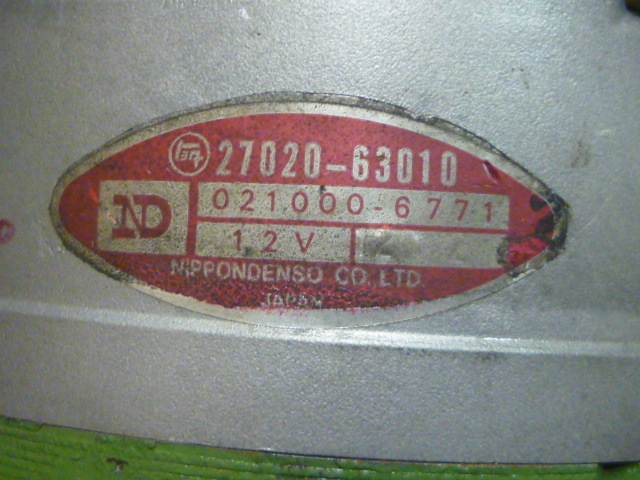 27020-63010
ND
021000-6771
12V
NIPPONDENSO CO., LTD.
JAPAN